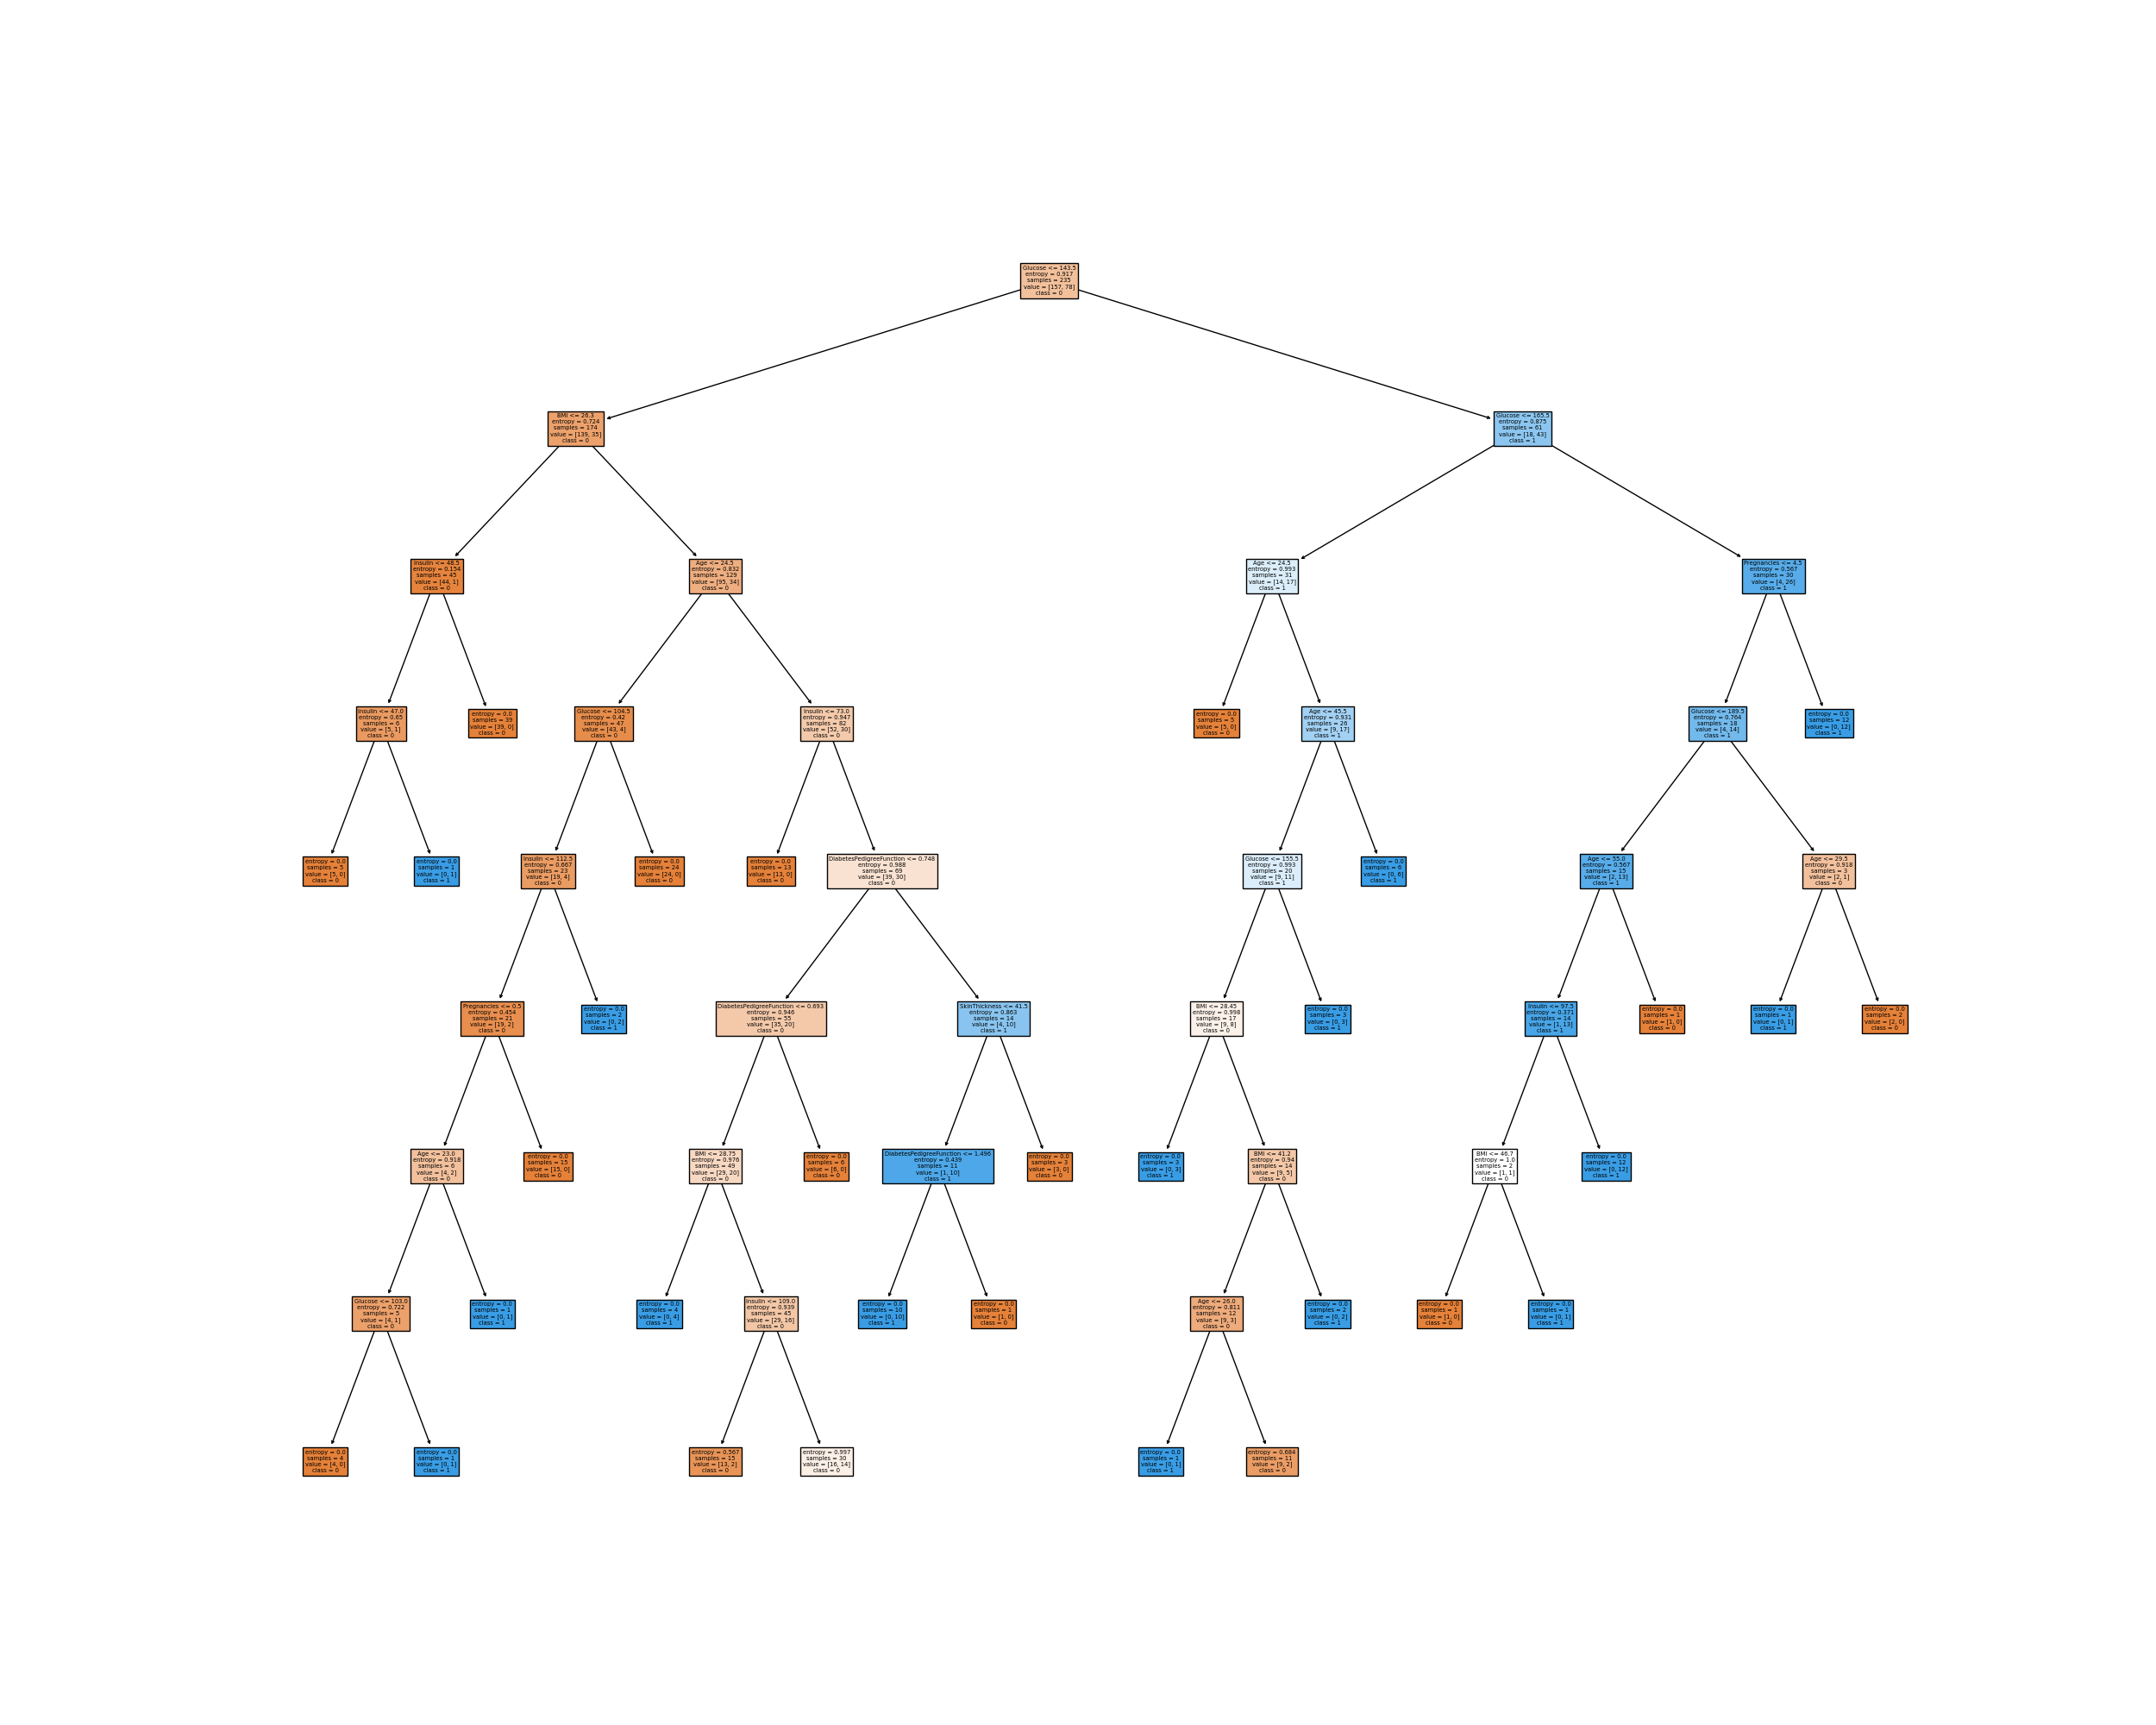 Glucose <= 143.5
entropy = 0.917
samples = 235
value = [157, 78]
class = 0
BMI <= 26.3
entropy = 0.724
samples = 174
value = [139, 35]
class = 0
Glucose <= 165.5
entropy = 0.875
samples = 61
value = [18, 43]
class = 1
Insulin <= 48.5
entropy = 0.154
samples = 45
value = [44, 1]
class = 0
Age <= 24.5
entropy = 0.832
samples = 129
value = [95, 34]
class = 0
Age <= 24.5
entropy = 0.993
samples = 31
value = [14, 17]
class = 1
Pregnancies <= 4.5
entropy = 0.567
samples = 30
value = [4, 26]
class = 1
Insulin <= 47.0
entropy = 0.65
samples = 6
value = [5, 1]
class = 0
entropy = 0.0
samples = 39
value = [39, 0]
class = 0
Glucose <= 104.5
entropy = 0.42
samples = 47
value = [43, 4]
class = 0
Insulin <= 73.0
entropy = 0.947
samples = 82
value = [52, 30]
class = 0
entropy = 0.0
samples = 5
value = [5, 0]
class = 0
Age <= 45.5
entropy = 0.931
samples = 26
value = [9, 17]
class = 1
Glucose <= 189.5
entropy = 0.764
samples = 18
value = [4, 14]
class = 1
entropy = 0.0
samples = 12
value = [0, 12]
class = 1
entropy = 0.0
samples = 5
value = [5, 0]
class = 0
entropy = 0.0
samples = 1
value = [0, 1]
class = 1
Insulin <= 112.5
entropy = 0.667
samples = 23
value = [19, 4]
class = 0
entropy = 0.0
samples = 24
value = [24, 0]
class = 0
entropy = 0.0
samples = 13
value = [13, 0]
class = 0
DiabetesPedigreeFunction <= 0.748
entropy = 0.988
samples = 69
value = [39, 30]
class = 0
Glucose <= 155.5
entropy = 0.993
samples = 20
value = [9, 11]
class = 1
entropy = 0.0
samples = 6
value = [0, 6]
class = 1
Age <= 55.0
entropy = 0.567
samples = 15
value = [2, 13]
class = 1
Age <= 29.5
entropy = 0.918
samples = 3
value = [2, 1]
class = 0
Pregnancies <= 0.5
entropy = 0.454
samples = 21
value = [19, 2]
class = 0
entropy = 0.0
samples = 2
value = [0, 2]
class = 1
DiabetesPedigreeFunction <= 0.693
entropy = 0.946
samples = 55
value = [35, 20]
class = 0
SkinThickness <= 41.5
entropy = 0.863
samples = 14
value = [4, 10]
class = 1
BMI <= 28.45
entropy = 0.998
samples = 17
value = [9, 8]
class = 0
entropy = 0.0
samples = 3
value = [0, 3]
class = 1
Insulin <= 97.5
entropy = 0.371
samples = 14
value = [1, 13]
class = 1
entropy = 0.0
samples = 1
value = [1, 0]
class = 0
entropy = 0.0
samples = 1
value = [0, 1]
class = 1
entropy = 0.0
samples = 2
value = [2, 0]
class = 0
Age <= 23.0
entropy = 0.918
samples = 6
value = [4, 2]
class = 0
entropy = 0.0
samples = 15
value = [15, 0]
class = 0
BMI <= 28.75
entropy = 0.976
samples = 49
value = [29, 20]
class = 0
entropy = 0.0
samples = 6
value = [6, 0]
class = 0
DiabetesPedigreeFunction <= 1.496
entropy = 0.439
samples = 11
value = [1, 10]
class = 1
entropy = 0.0
samples = 3
value = [3, 0]
class = 0
entropy = 0.0
samples = 3
value = [0, 3]
class = 1
BMI <= 41.2
entropy = 0.94
samples = 14
value = [9, 5]
class = 0
BMI <= 46.7
entropy = 1.0
samples = 2
value = [1, 1]
class = 0
entropy = 0.0
samples = 12
value = [0, 12]
class = 1
Glucose <= 103.0
entropy = 0.722
samples = 5
value = [4, 1]
class = 0
entropy = 0.0
samples = 1
value = [0, 1]
class = 1
entropy = 0.0
samples = 4
value = [0, 4]
class = 1
Insulin <= 109.0
entropy = 0.939
samples = 45
value = [29, 16]
class = 0
entropy = 0.0
samples = 10
value = [0, 10]
class = 1
entropy = 0.0
samples = 1
value = [1, 0]
class = 0
Age <= 26.0
entropy = 0.811
samples = 12
value = [9, 3]
class = 0
entropy = 0.0
samples = 2
value = [0, 2]
class = 1
entropy = 0.0
samples = 1
value = [1, 0]
class = 0
entropy = 0.0
samples = 1
value = [0, 1]
class = 1
entropy = 0.0
samples = 4
value = [4, 0]
class = 0
entropy = 0.0
samples = 1
value = [0, 1]
class = 1
entropy = 0.567
samples = 15
value = [13, 2]
class = 0
entropy = 0.997
samples = 30
value = [16, 14]
class = 0
entropy = 0.0
samples = 1
value = [0, 1]
class = 1
entropy = 0.684
samples = 11
value = [9, 2]
class = 0